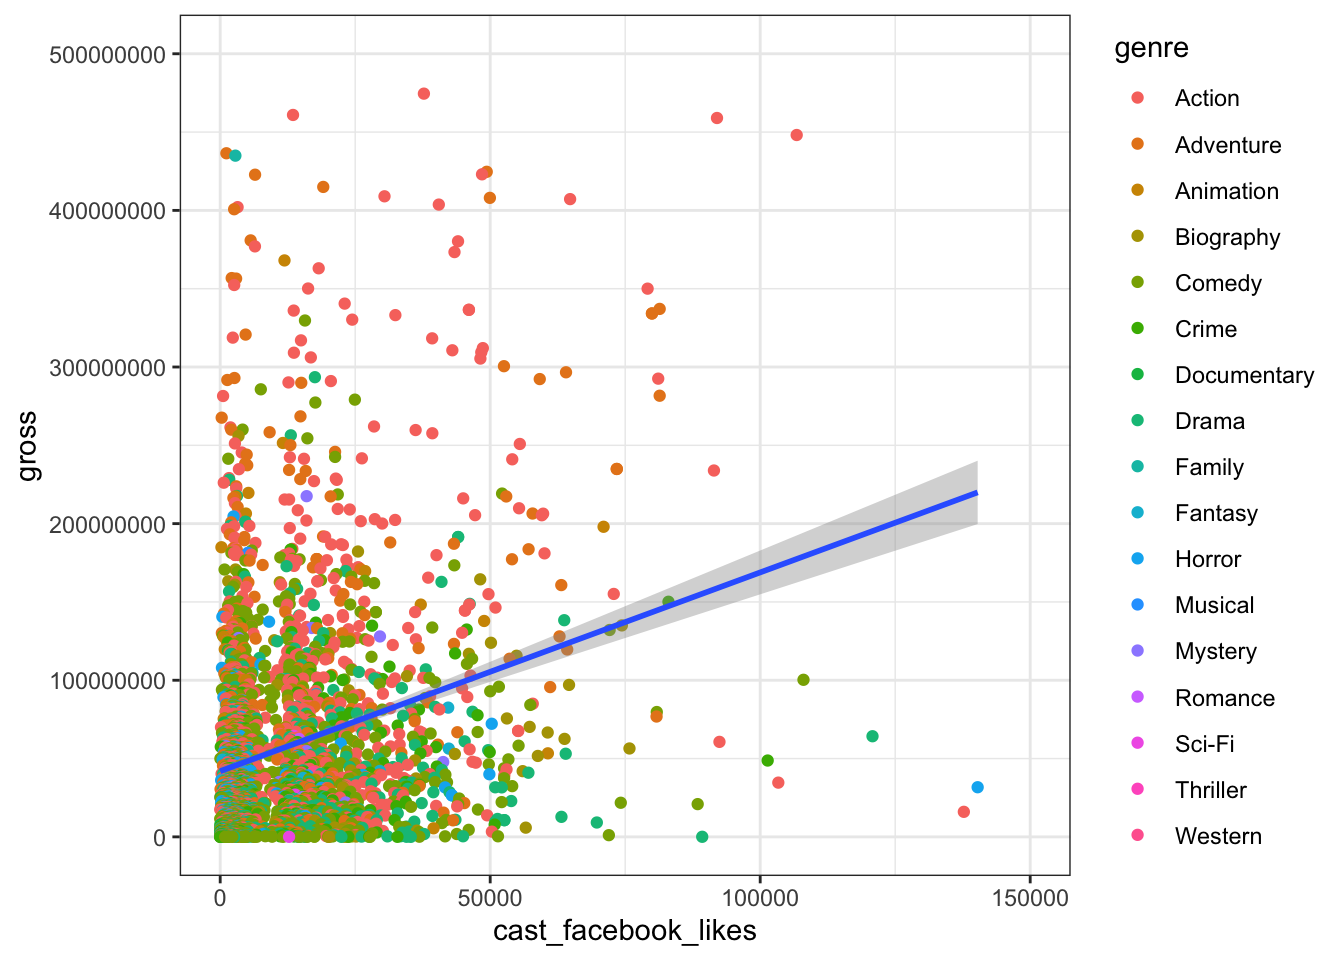 500000000
400000000
300000000
200000000
100000000
0
gross
0
50000
100000
150000
cast_facebook_likes
genre
Action
Adventure
Animation
Biography
Comedy
Crime
Documentary
Drama
Family
Fantasy
Horror
Musical
Mystery
Romance
Sci-Fi
Thriller
Western